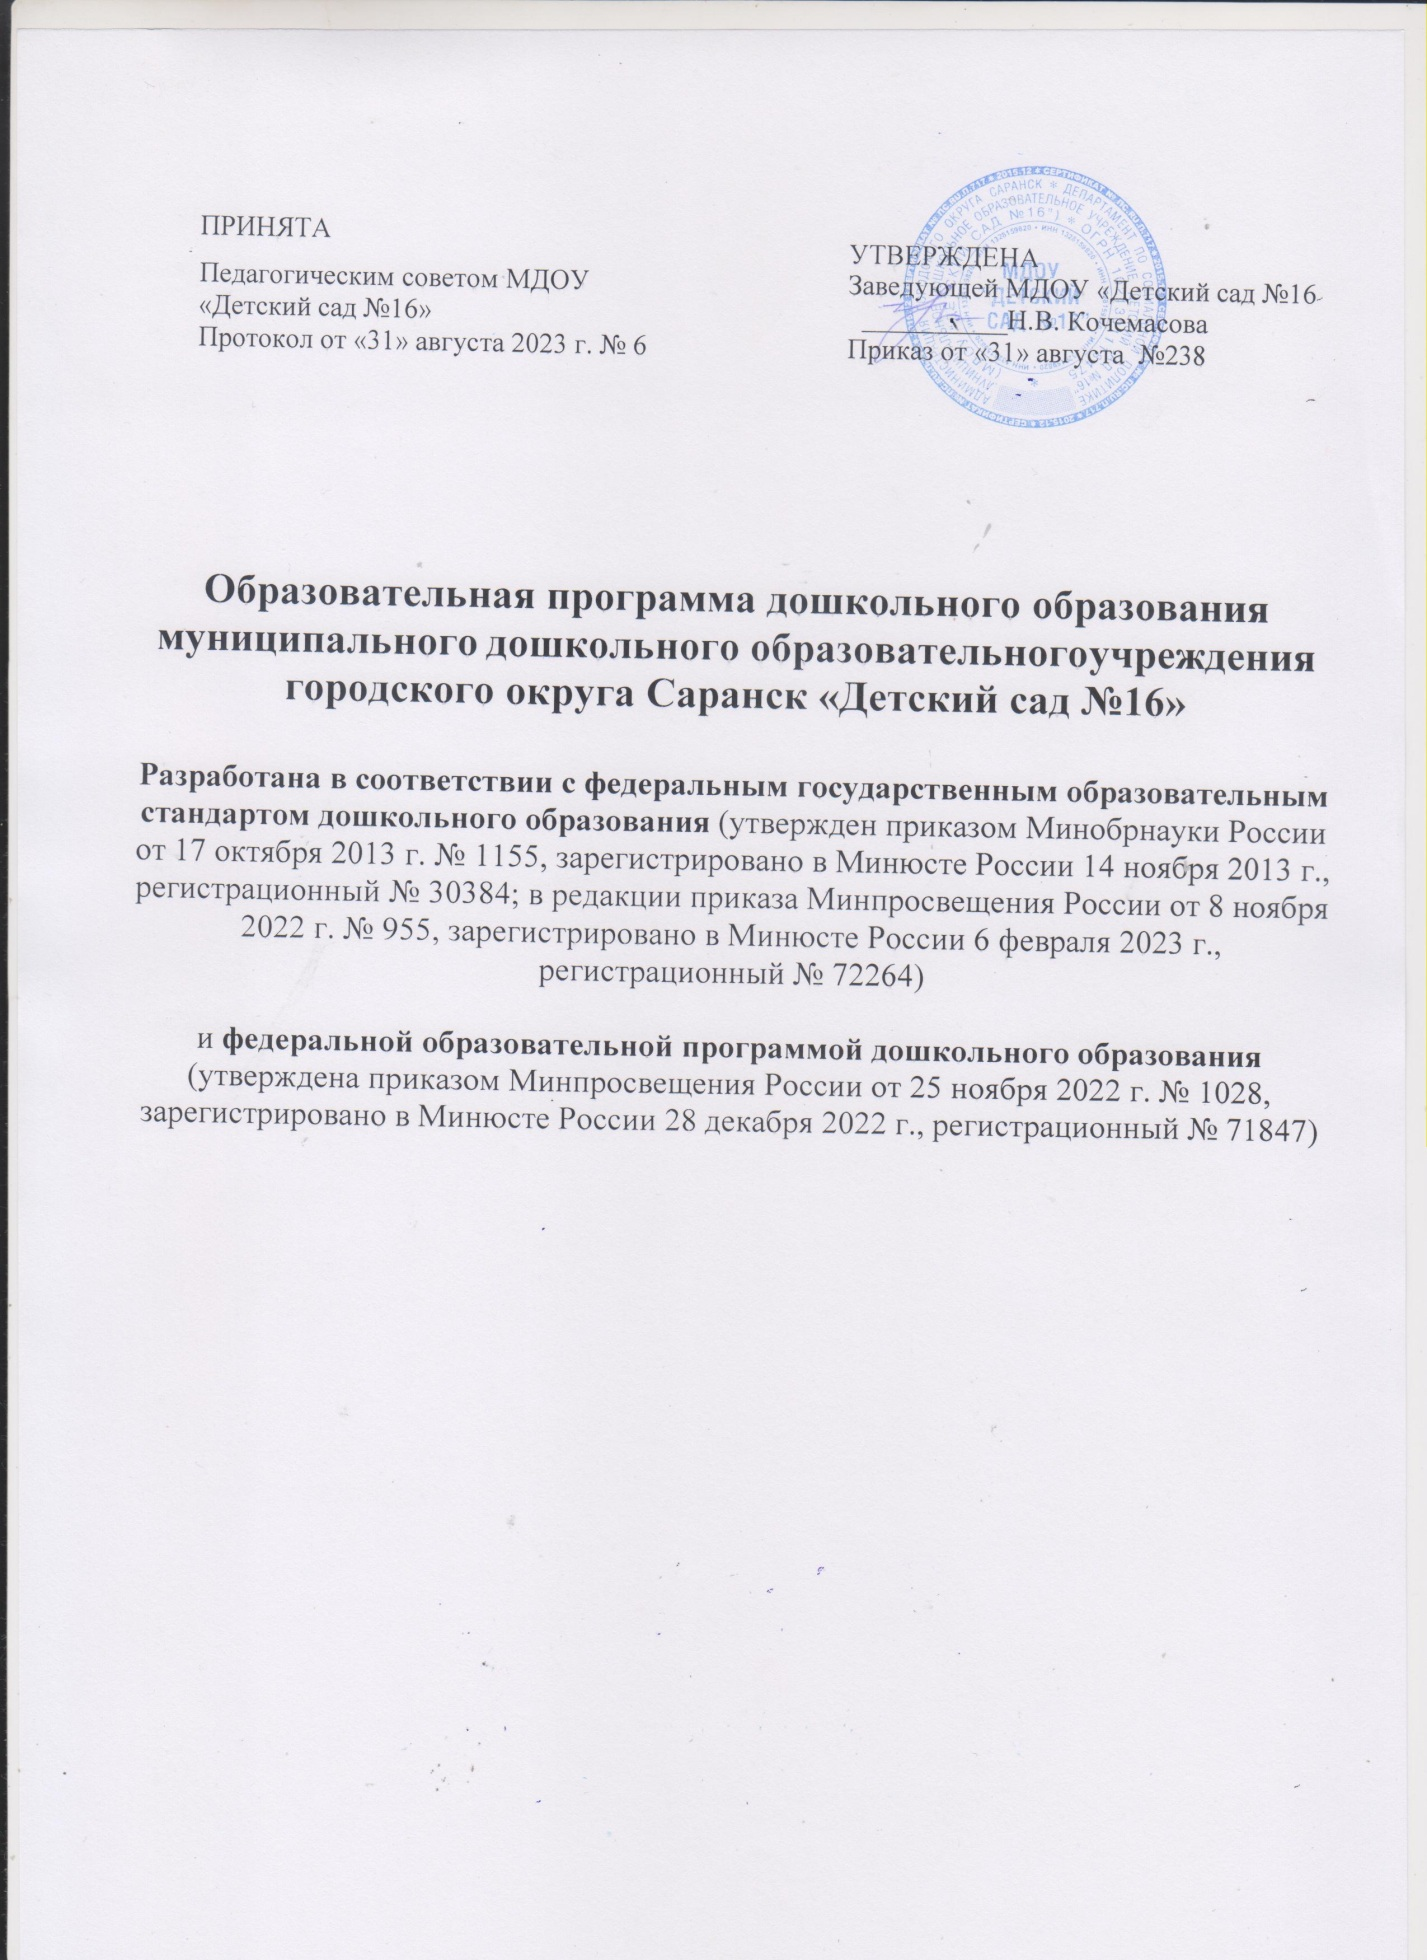 ПРИНЯТА
Педагогическим советом МДОУ
«Детский сад №16»
Протокол от «31» августа 2023 г. № 6
УТВЕРЖДЕНА
Заведующей МДОУ «Детский сад №16
__________Н.В. Кочемасова
Приказ от «31» августа №238
МДОУ
ДЕТСКИЙ
САД
Образовательная программа дошкольного образования
муниципального дошкольного образовательногоучреждения
городского округа Саранск «Детский сад №16»
Разработана в соответствии с федеральным государственным образовательным
стандартом дошкольного образования (утвержден приказом Минобрнауки России
от 17 октября 2013 г. № 1155, зарегистрировано в Минюсте России 14 ноября 2013 г.,
регистрационный № 30384; в редакции приказа Минпросвещения России от 8 ноября
2022 г. № 955, зарегистрировано в Минюсте России 6 февраля 2023 г.,
регистрационный № 72264)
и федеральной образовательной программой дошкольного образования
(утверждена приказом Минпросвещения России от 25 ноября 2022 г. № 1028,
зарегистрировано в Минюсте России 28 декабря 2022 г., регистрационный № 71847)